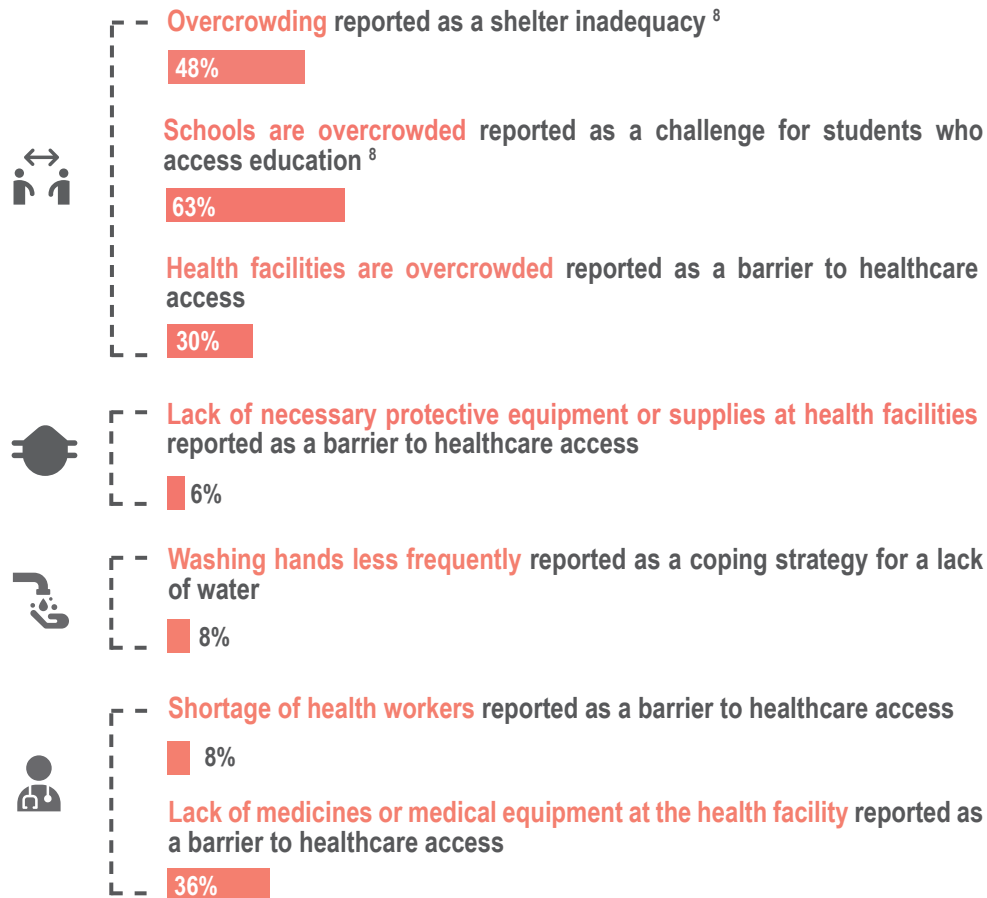 Overcrowding reported as a shelter inadequacy 8
48%
Schools are overcrowded reported as a challenge for students who
access education 8
63%
Health facilities are overcrowded reported as a barrier to healthcare
access
30%
Lack of necessary protective equipment or supplies at health facilities
reported as a barrier to healthcare access
6%
Washing hands less frequently reported as a coping strategy for a lack
of water
8%
Shortage of health workers reported as a barrier to healthcare access
8%
Lack of medicines or medical equipment at the health facility reported as
a barrier to healthcare access
36%